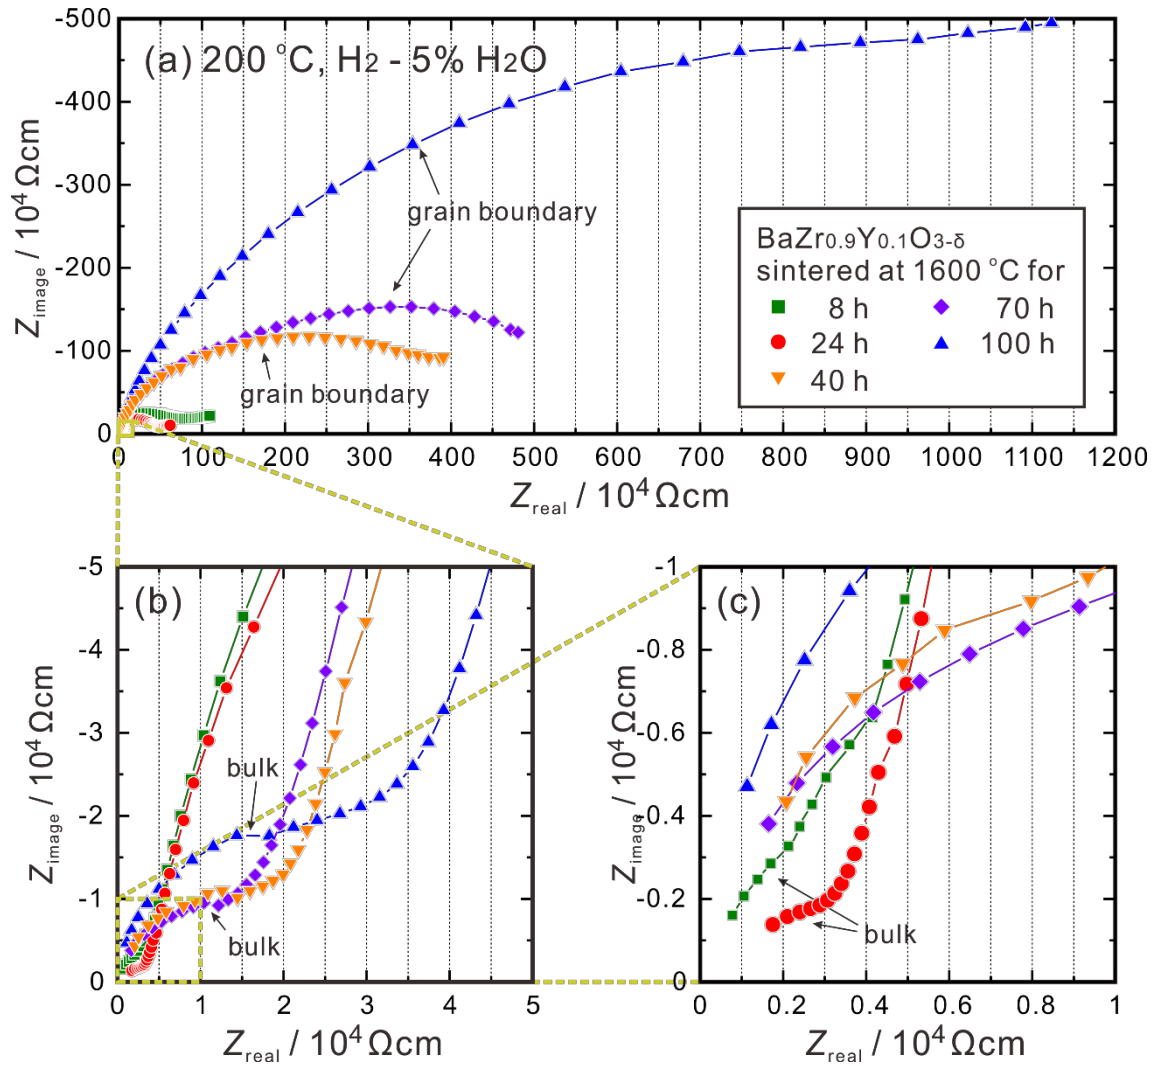 (a) 200 °C, H2 - 5% H2O
-500
-400
-300
-200
-100
0
Zimage / 10⁴ Ωcm
grain boundary
grain boundary
BaZr0.9Y0.1O3-δ
sintered at 1600 °C for
8 h
70 h
24 h
100 h
40 h
0 100 200 300 400 500 600 700 800 900 1000 1100 1200
Zreal / 10⁴ Ωcm
(b)
-5
-4
-3
-2
-1
0
Zimage / 10⁴ Ωcm
bulk
bulk
0 1 2 3 4 5
Zreal / 10⁴ Ωcm
(c)
-1
-0.8
-0.6
-0.4
-0.2
0
Zimage / 10⁴ Ωcm
bulk
0 0.2 0.4 0.6 0.8 1
Zreal / 10⁴ Ωcm